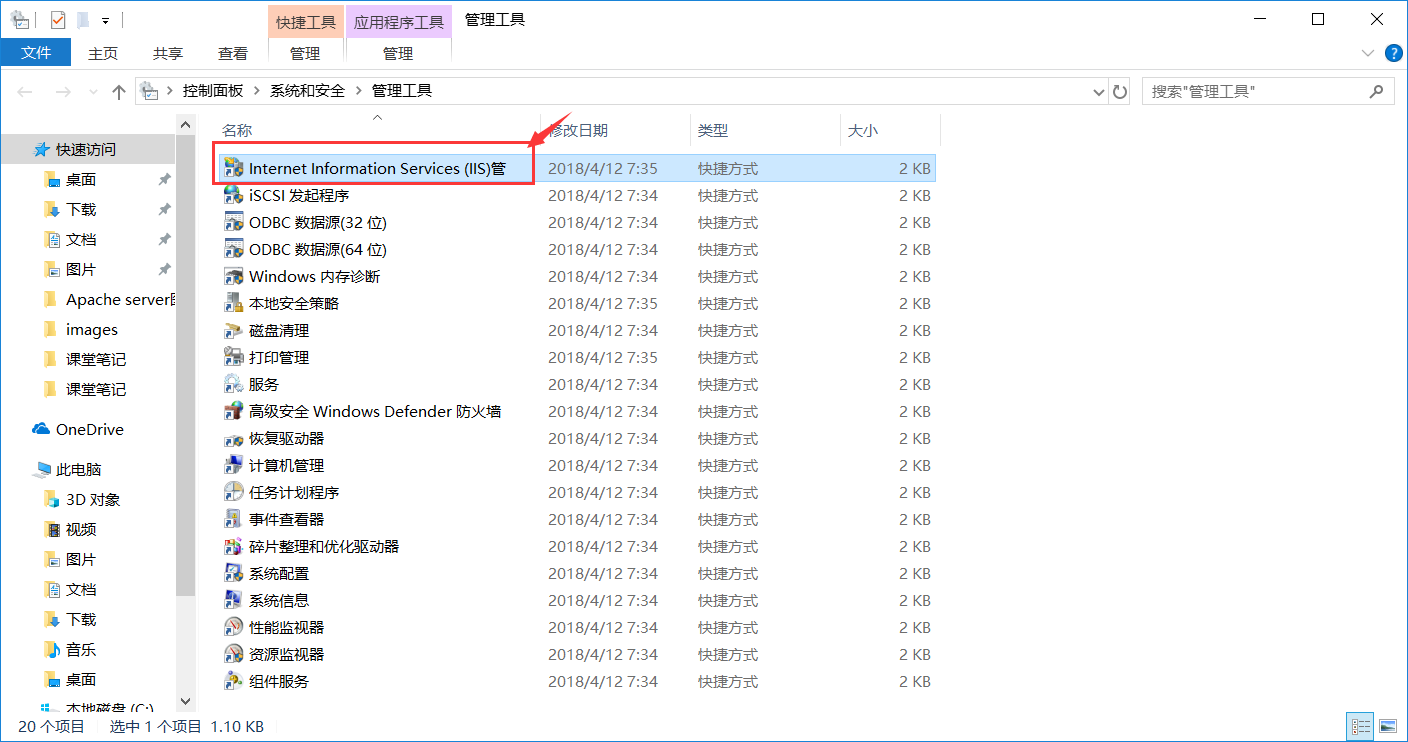 快捷工具 应用程序工具 管理工具
文件 主页 共享 查看 管理 管理
控制面板 系统和安全 管理工具 搜索"管理工具"
名称 修改日期 类型 大小
快速访问
桌面
下载
文档
图片
Apache server
images
课堂笔记
课堂笔记
OneDrive
此电脑
3D 对象
视频
图片
文档
下载
音乐
桌面
本地磁盘 (C:)
Internet Information Services (IIS)管 2018/4/12 7:35 快捷方式 2 KB
iSCSI 发起程序 2018/4/12 7:34 快捷方式 2 KB
ODBC 数据源(32 位) 2018/4/12 7:34 快捷方式 2 KB
ODBC 数据源(64 位) 2018/4/12 7:34 快捷方式 2 KB
Windows 内存诊断 2018/4/12 7:34 快捷方式 2 KB
本地安全策略 2018/4/12 7:35 快捷方式 2 KB
磁盘清理 2018/4/12 7:34 快捷方式 2 KB
打印管理 2018/4/12 7:35 快捷方式 2 KB
服务 2018/4/12 7:34 快捷方式 2 KB
高级安全 Windows Defender 防火墙 2018/4/12 7:34 快捷方式 2 KB
恢复驱动器 2018/4/12 7:34 快捷方式 2 KB
计算机管理 2018/4/12 7:34 快捷方式 2 KB
任务计划程序 2018/4/12 7:34 快捷方式 2 KB
事件查看器 2018/4/12 7:34 快捷方式 2 KB
碎片整理和优化驱动器 2018/4/12 7:34 快捷方式 2 KB
系统配置 2018/4/12 7:34 快捷方式 2 KB
系统信息 2018/4/12 7:34 快捷方式 2 KB
性能监视器 2018/4/12 7:34 快捷方式 2 KB
资源监视器 2018/4/12 7:34 快捷方式 2 KB
组件服务 2018/4/12 7:34 快捷方式 2 KB
20 个项目 选中 1 个项目 1.10 KB